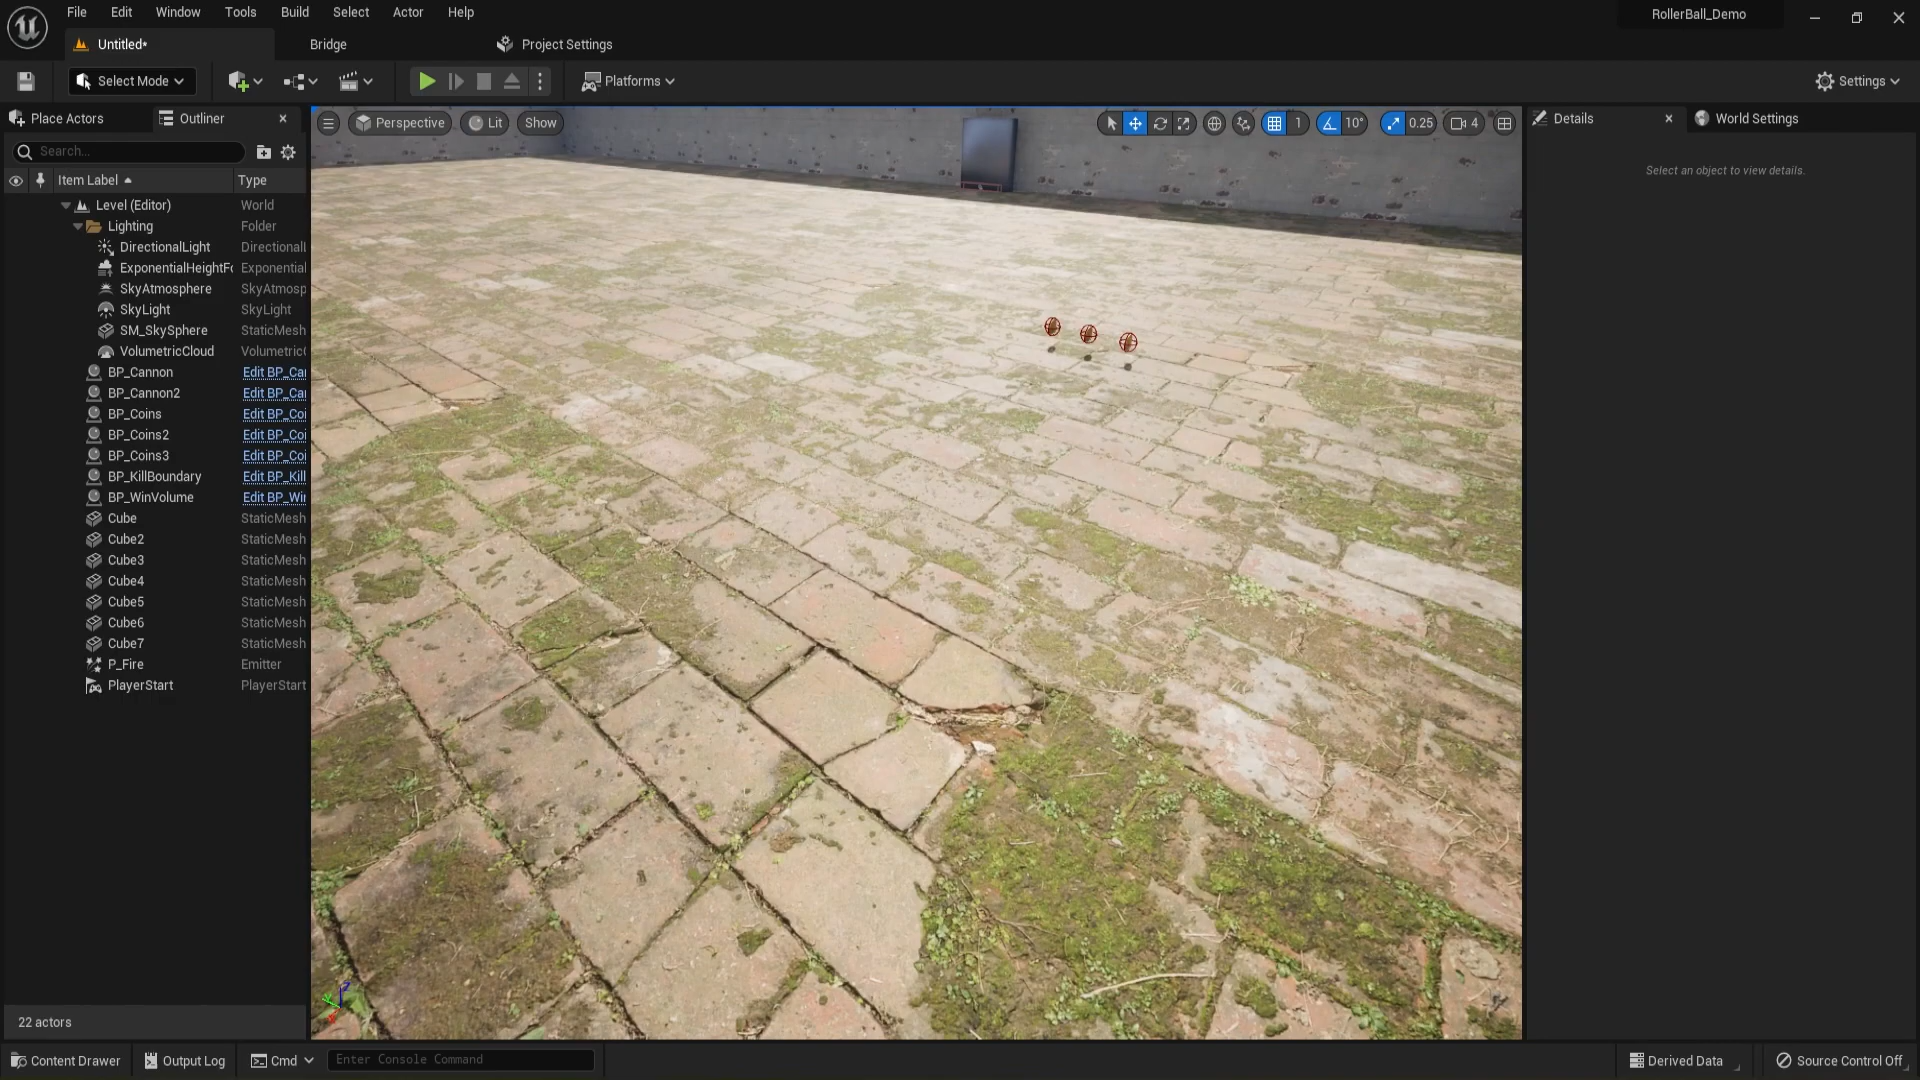 File Edit Window Tools Build Select Actor Help
RollerBall_Demo
Untitled*
Bridge
Project Settings
Select Mode
Platforms
Settings
Place Actors
Outliner
Perspective
Lit
Show
1
10°
0.25
4
Details
World Settings
Search...
Select an object to view details.
Item Label Type
Level (Editor) World
Lighting Folder
DirectionalLight Directionall
ExponentialHeightFo Exponential
SkyAtmosphere SkyAtmosp
SkyLight SkyLight
SM_SkySphere StaticMesh
VolumetricCloud Volumetric
BP_Cannon Edit BP_Ca
BP_Cannon2 Edit BP_Ca
BP_Coins Edit BP_Coi
BP_Coins2 Edit BP_Coi
BP_Coins3 Edit BP_Coi
BP_KillBoundary Edit BP_Kill
BP_WinVolume Edit BP_Wi
Cube StaticMesh
Cube2 StaticMesh
Cube3 StaticMesh
Cube4 StaticMesh
Cube5 StaticMesh
Cube6 StaticMesh
Cube7 StaticMesh
P_Fire Emitter
PlayerStart PlayerStart
22 actors
Content Drawer
Output Log
Cmd
Enter Console Command
Derived Data
Source Control Off